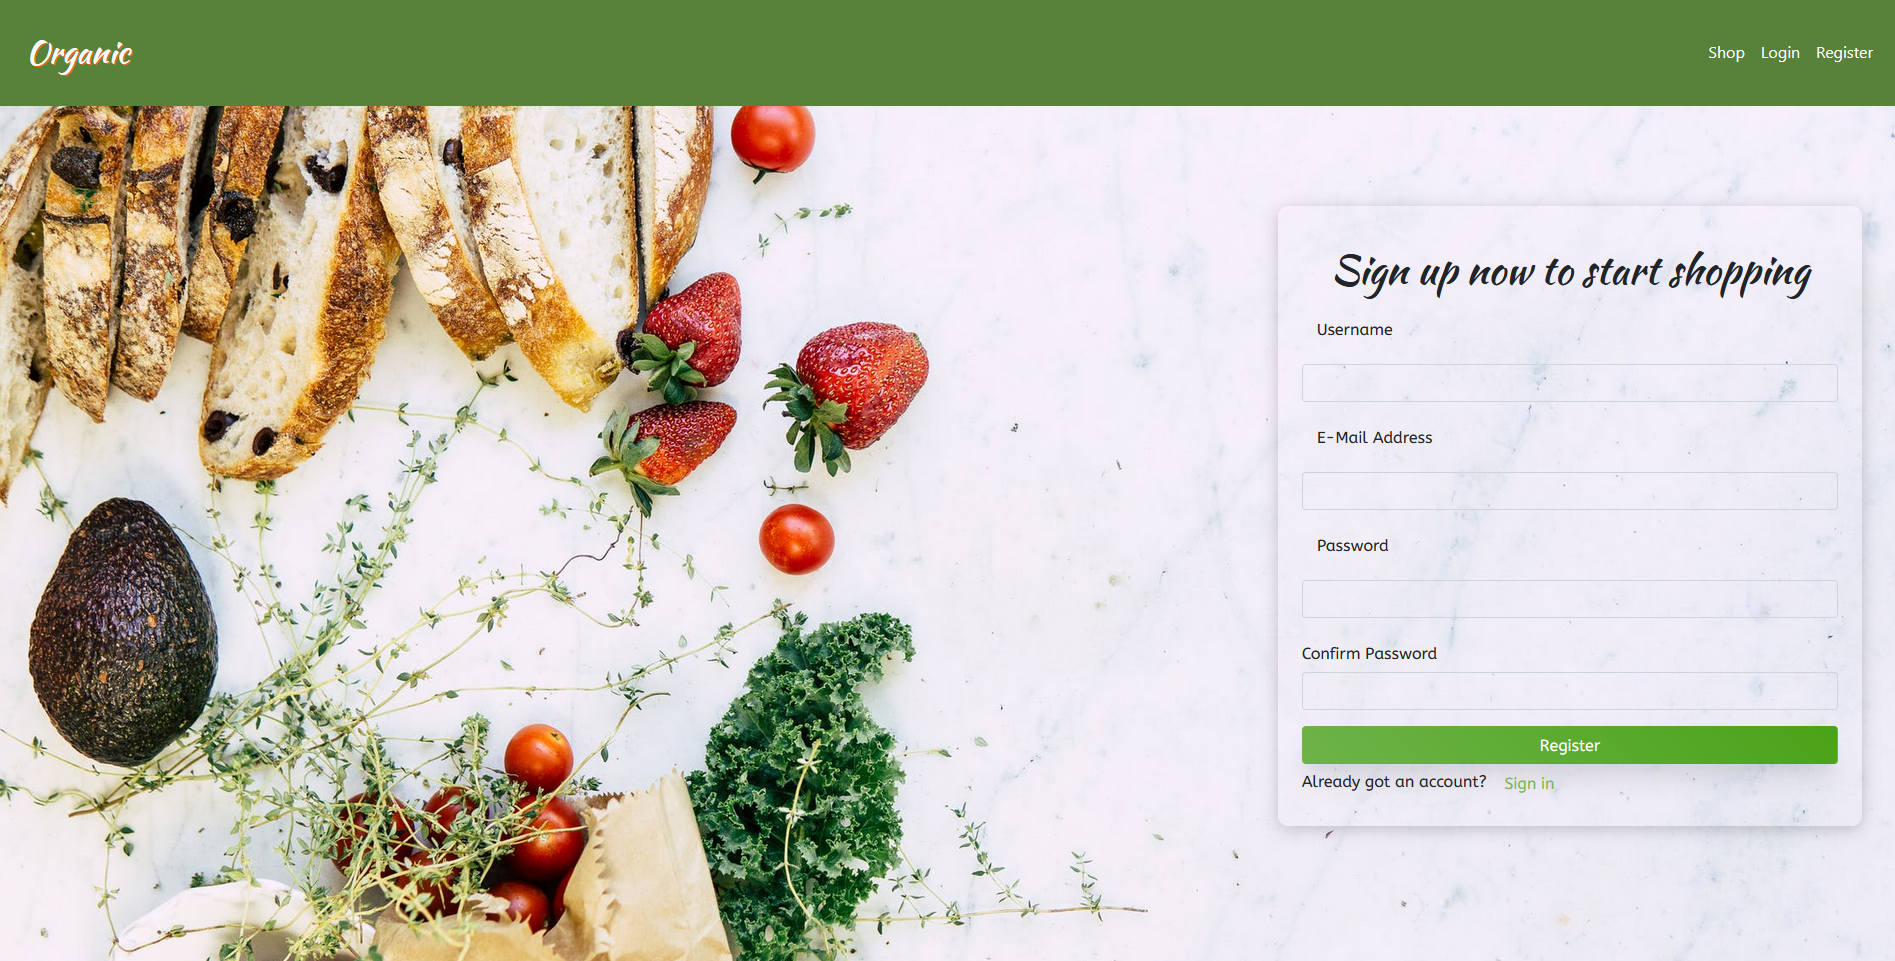 Organic
Shop Login Register
Sign up now to start shopping
Username
E-Mail Address
Password
Confirm Password
Register
Already got an account? Sign in